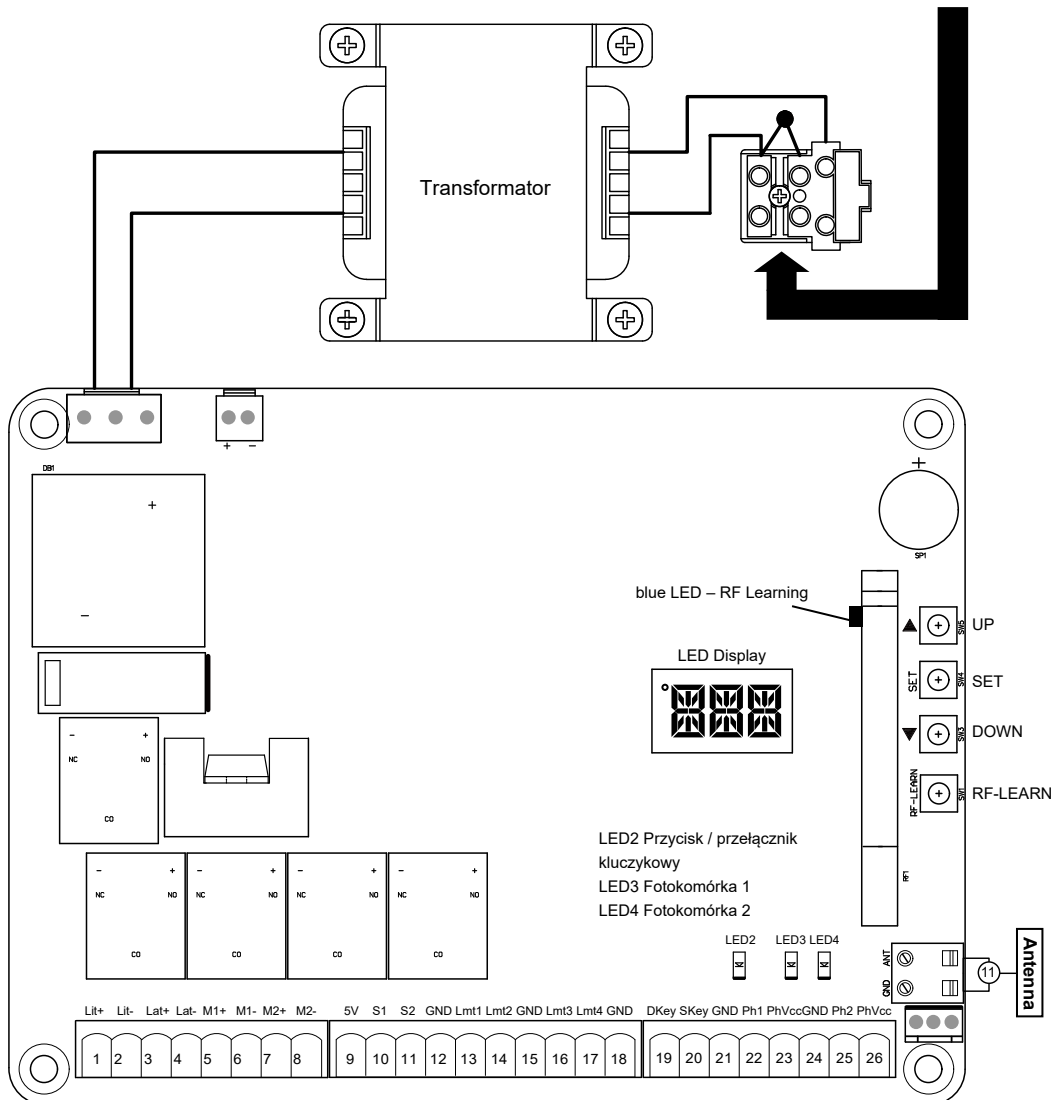 Transformator
+ −
DB1
+
−
+
SP1
blue LED – RF Learning
LED Display
SW5
UP
SET
SW4
SET
SW3
DOWN
RF-LEARN
SW1
RF-LEARN
RF1
− +
NC NO
CO
LED2 Przycisk / przełącznik
kluczykowy
LED3 Fotokomórka 1
LED4 Fotokomórka 2
− +
NC NO
CO
− +
NC NO
CO
− +
NC NO
CO
− +
NC NO
CO
LED2 LED3 LED4
ANT
GND
11
Antenna
Lit+ Lit- Lat+ Lat- M1+ M1- M2+ M2- 5V S1 S2 GND Lmt1 Lmt2 GND Lmt3 Lmt4 GND DKey SKey GND Ph1 PhVcc GND Ph2 PhVcc
1 2 3 4 5 6 7 8 9 10 11 12 13 14 15 16 17 18 19 20 21 22 23 24 25 26